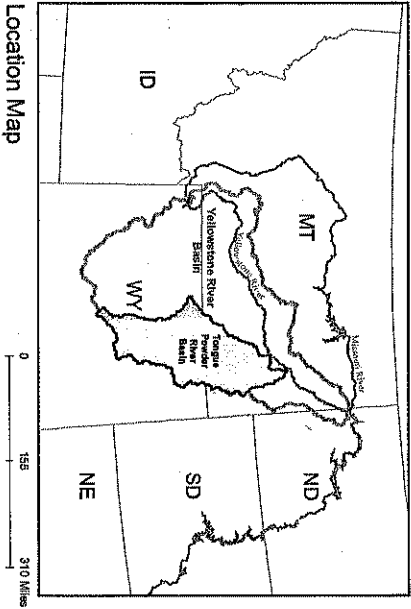 Location Map
ID
MT
WY
ND
SD
NE
Missouri River
Yellowstone River
Yellowstone River
Basin
Tongue
Powder
River
Basin
0
155
310 Miles